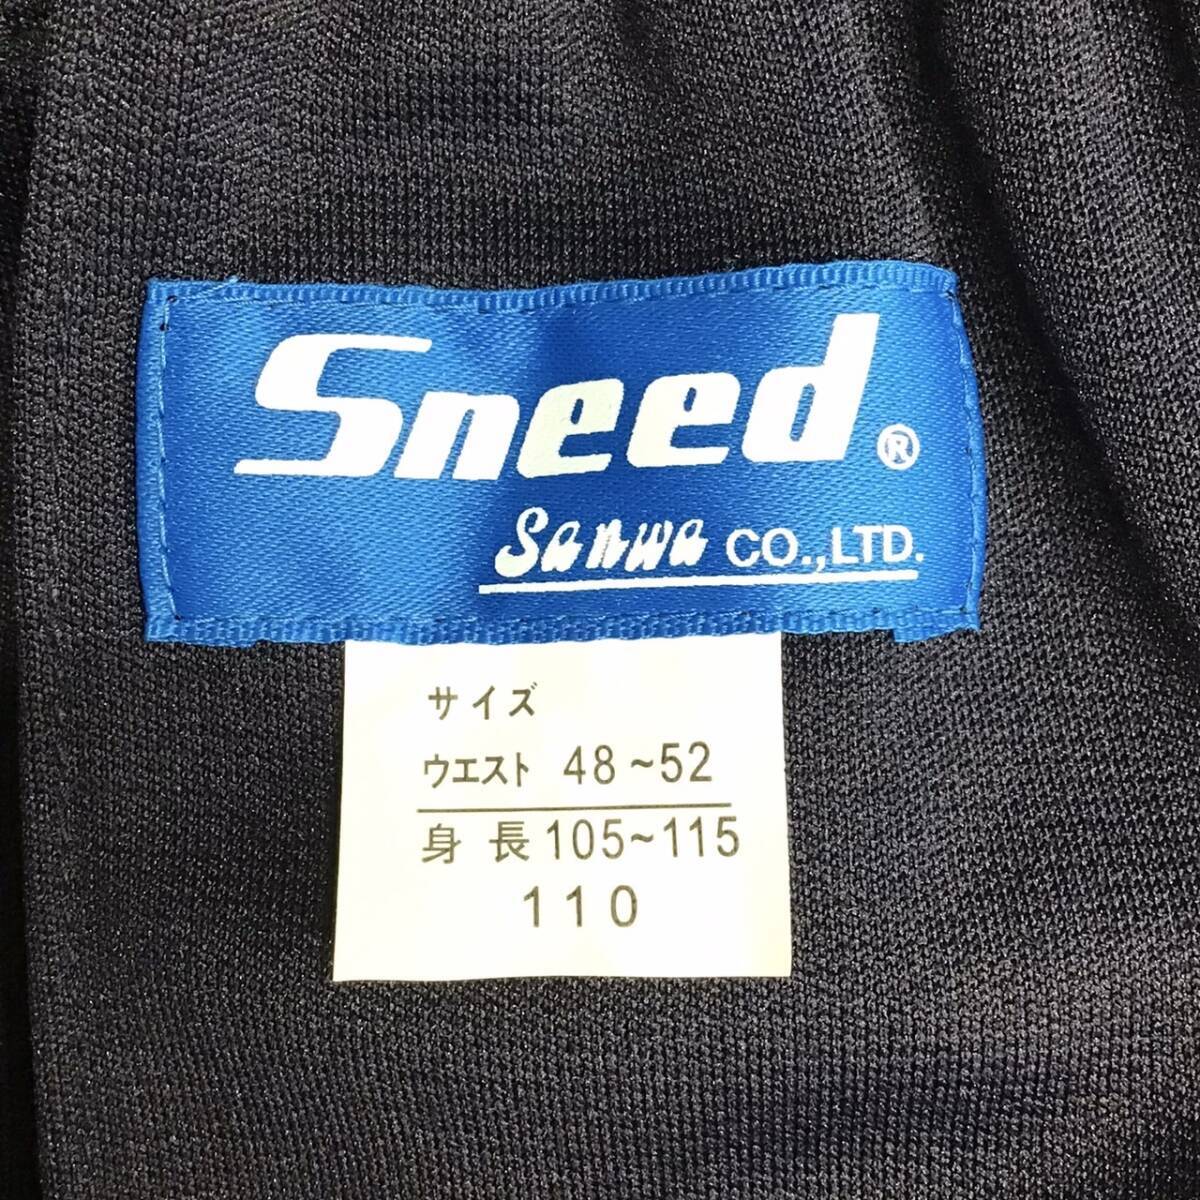 Sneed®
Sanwa CO.,LTD.
サイズ
ウエスト 48~52
身長 105~115
110